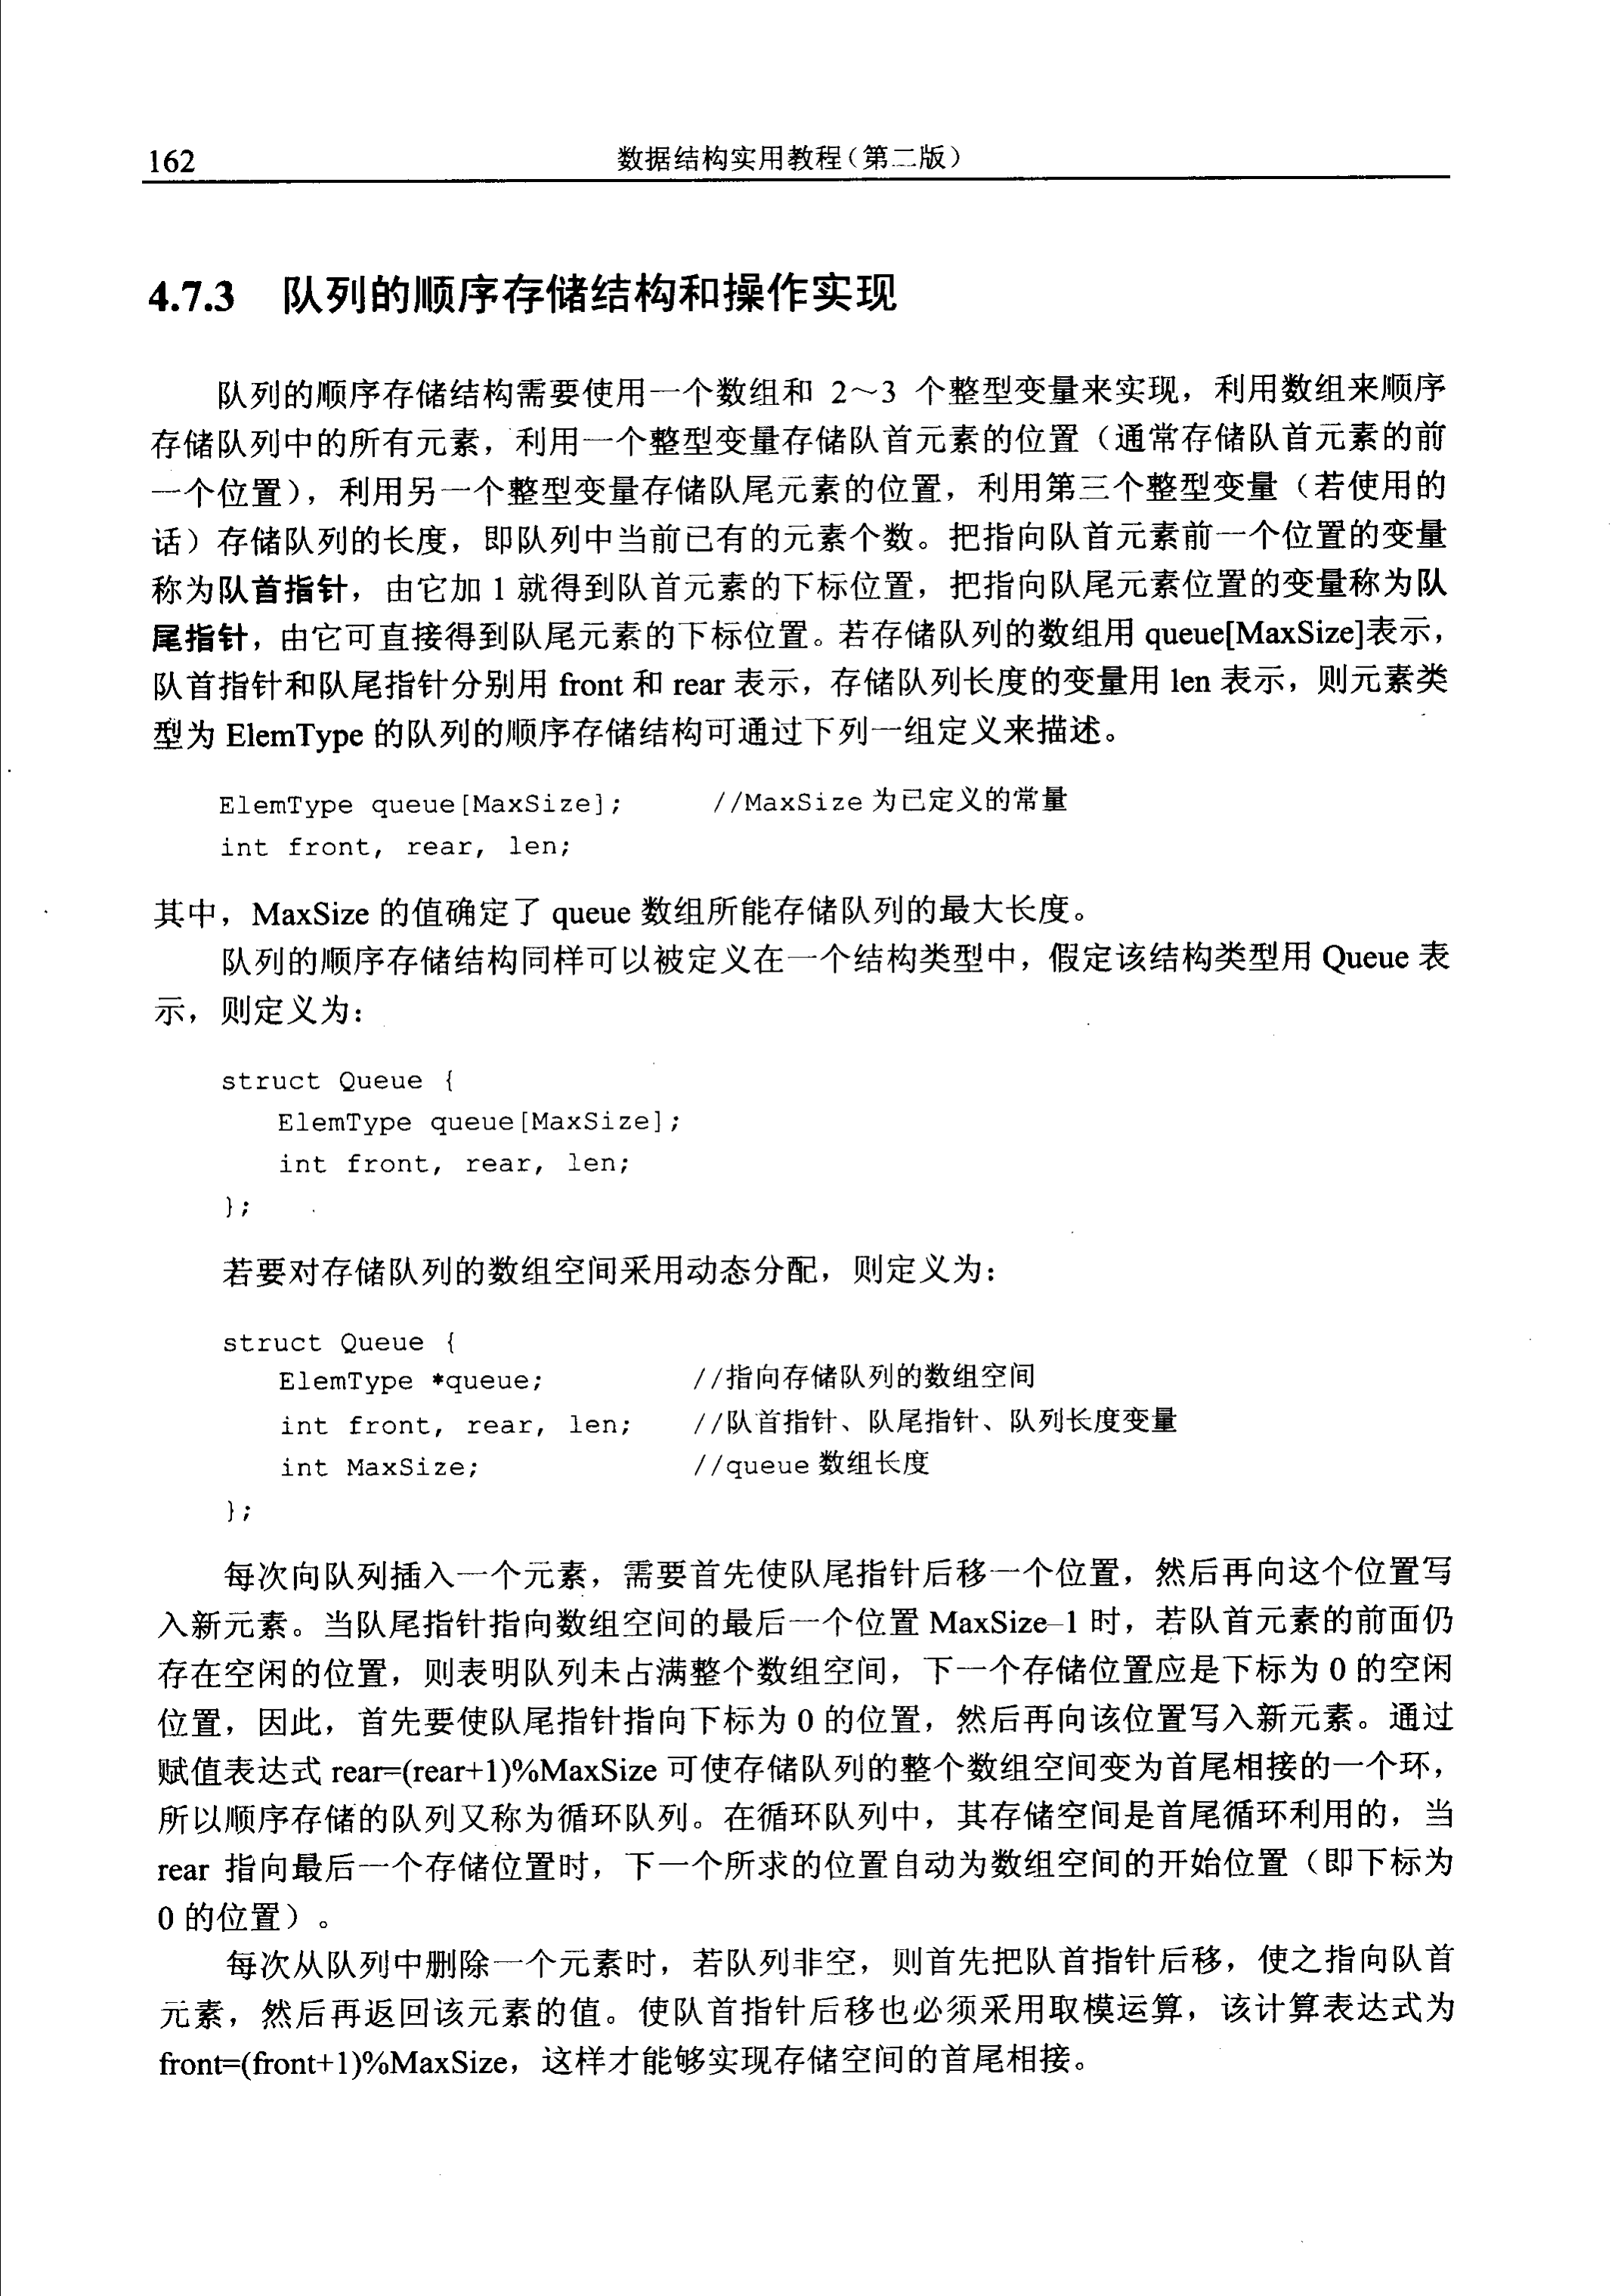 162
数据结构实用教程（第二版）
4.7.3 队列的顺序存储结构和操作实现
队列的顺序存储结构需要使用一个数组和 2～3 个整型变量来实现，利用数组来顺序
存储队列中的所有元素，利用一个整型变量存储队首元素的位置（通常存储队首元素的前
一个位置），利用另一个整型变量存储队尾元素的位置，利用第三个整型变量（若使用的
话）存储队列的长度，即队列中当前已有的元素个数。把指向队首元素前一个位置的变量
称为队首指针，由它加 1 就得到队首元素的下标位置，把指向队尾元素位置的变量称为队
尾指针，由它可直接得到队尾元素的下标位置。若存储队列的数组用 queue[MaxSize]表示，
队首指针和队尾指针分别用 front 和 rear 表示，存储队列长度的变量用 len 表示，则元素类
型为 ElemType 的队列的顺序存储结构可通过下列一组定义来描述。
ElemType queue[MaxSize]; //MaxSize 为已定义的常量
int front, rear, len;
其中，MaxSize 的值确定了 queue 数组所能存储队列的最大长度。
队列的顺序存储结构同样可以被定义在一个结构类型中，假定该结构类型用 Queue 表
示，则定义为：
struct Queue {
ElemType queue[MaxSize];
int front, rear, len;
};
若要对存储队列的数组空间采用动态分配，则定义为：
struct Queue {
ElemType *queue; //指向存储队列的数组空间
int front, rear, len; //队首指针、队尾指针、队列长度变量
int MaxSize; //queue 数组长度
};
每次向队列插入一个元素，需要首先使队尾指针后移一个位置，然后再向这个位置写
入新元素。当队尾指针指向数组空间的最后一个位置 MaxSize–1 时，若队首元素的前面仍
存在空闲的位置，则表明队列未占满整个数组空间，下一个存储位置应是下标为 0 的空闲
位置，因此，首先要使队尾指针指向下标为 0 的位置，然后再向该位置写入新元素。通过
赋值表达式 rear=(rear+1)%MaxSize 可使存储队列的整个数组空间变为首尾相接的一个环，
所以顺序存储的队列又称为循环队列。在循环队列中，其存储空间是首尾循环利用的，当
rear 指向最后一个存储位置时，下一个所求的位置自动为数组空间的开始位置（即下标为
0 的位置）。
每次从队列中删除一个元素时，若队列非空，则首先把队首指针后移，使之指向队首
元素，然后再返回该元素的值。使队首指针后移也必须采用取模运算，该计算表达式为
front=(front+1)%MaxSize，这样才能够实现存储空间的首尾相接。